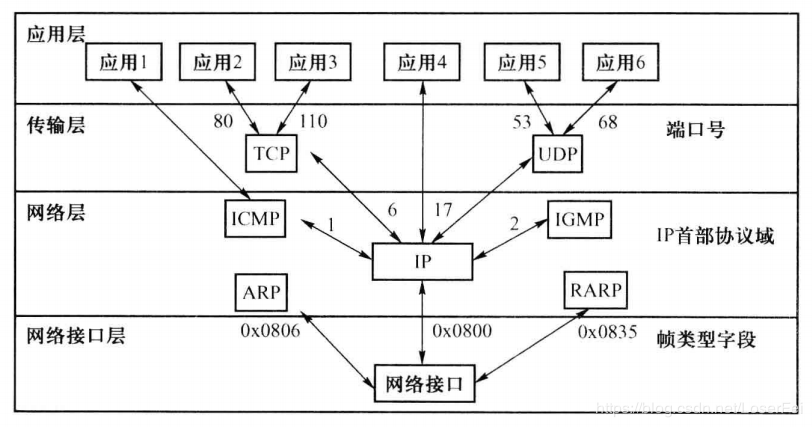 应用层
应用1
应用2
应用3
应用4
应用5
应用6
传输层
80
110
53
68
端口号
TCP
UDP
网络层
ICMP
1
6
17
2
IGMP
IP首部协议域
IP
ARP
RARP
网络接口层
0x0806
0x0800
0x0835
帧类型字段
网络接口